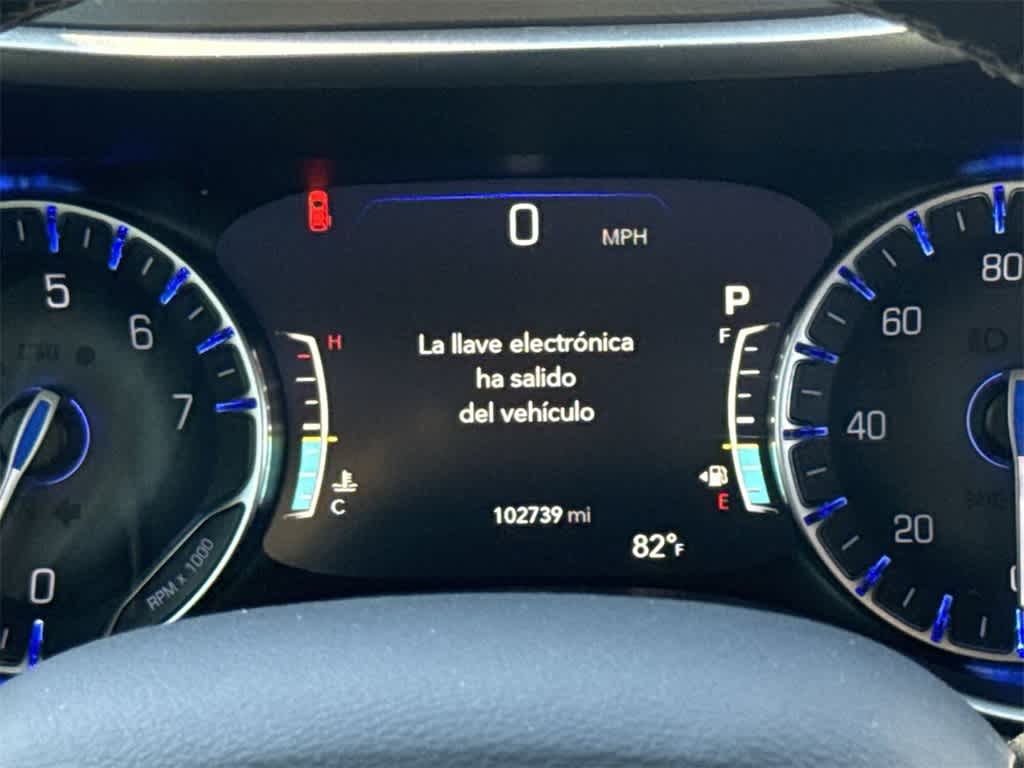 0 MPH
P
5
6
7
0
RPM x 1000
H
C
La llave electrónica
ha salido
del vehículo
F
E
102739 mi
82°F
80
60
40
20